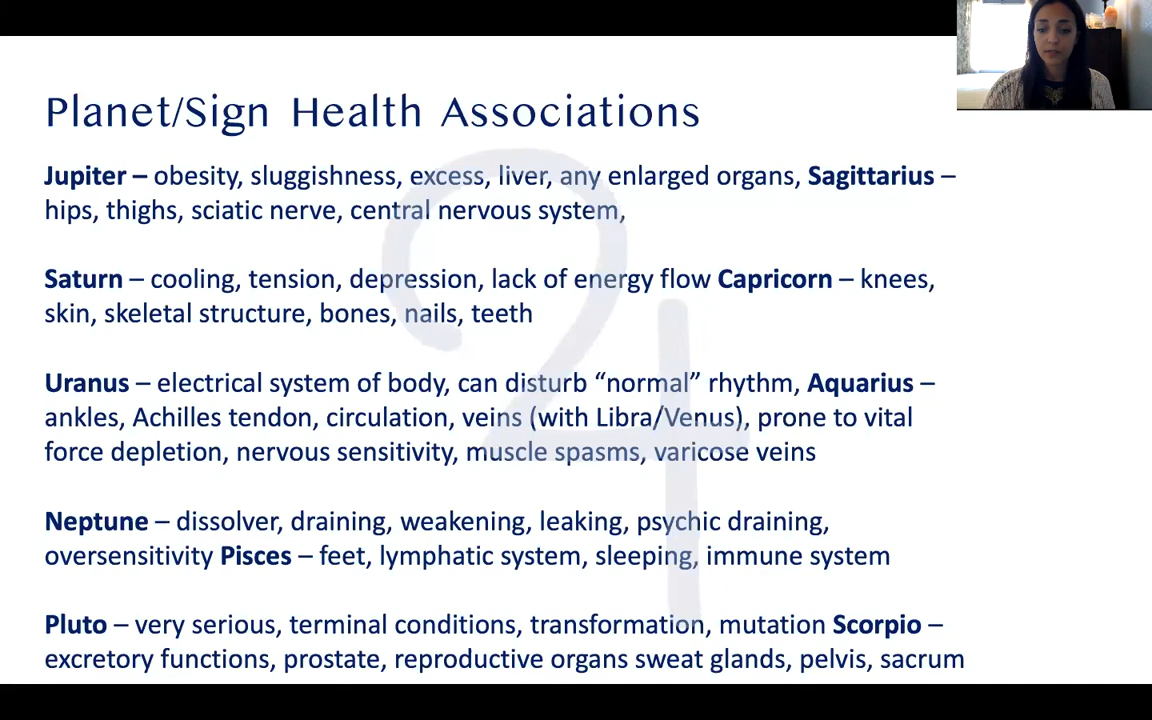 Planet/Sign Health Associations
Jupiter – obesity, sluggishness, excess, liver, any enlarged organs, Sagittarius –
hips, thighs, sciatic nerve, central nervous system,
Saturn – cooling, tension, depression, lack of energy flow Capricorn – knees,
skin, skeletal structure, bones, nails, teeth
Uranus – electrical system of body, can disturb “normal” rhythm, Aquarius –
ankles, Achilles tendon, circulation, veins (with Libra/Venus), prone to vital
force depletion, nervous sensitivity, muscle spasms, varicose veins
Neptune – dissolver, draining, weakening, leaking, psychic draining,
oversensitivity Pisces – feet, lymphatic system, sleeping, immune system
Pluto – very serious, terminal conditions, transformation, mutation Scorpio –
excretory functions, prostate, reproductive organs sweat glands, pelvis, sacrum